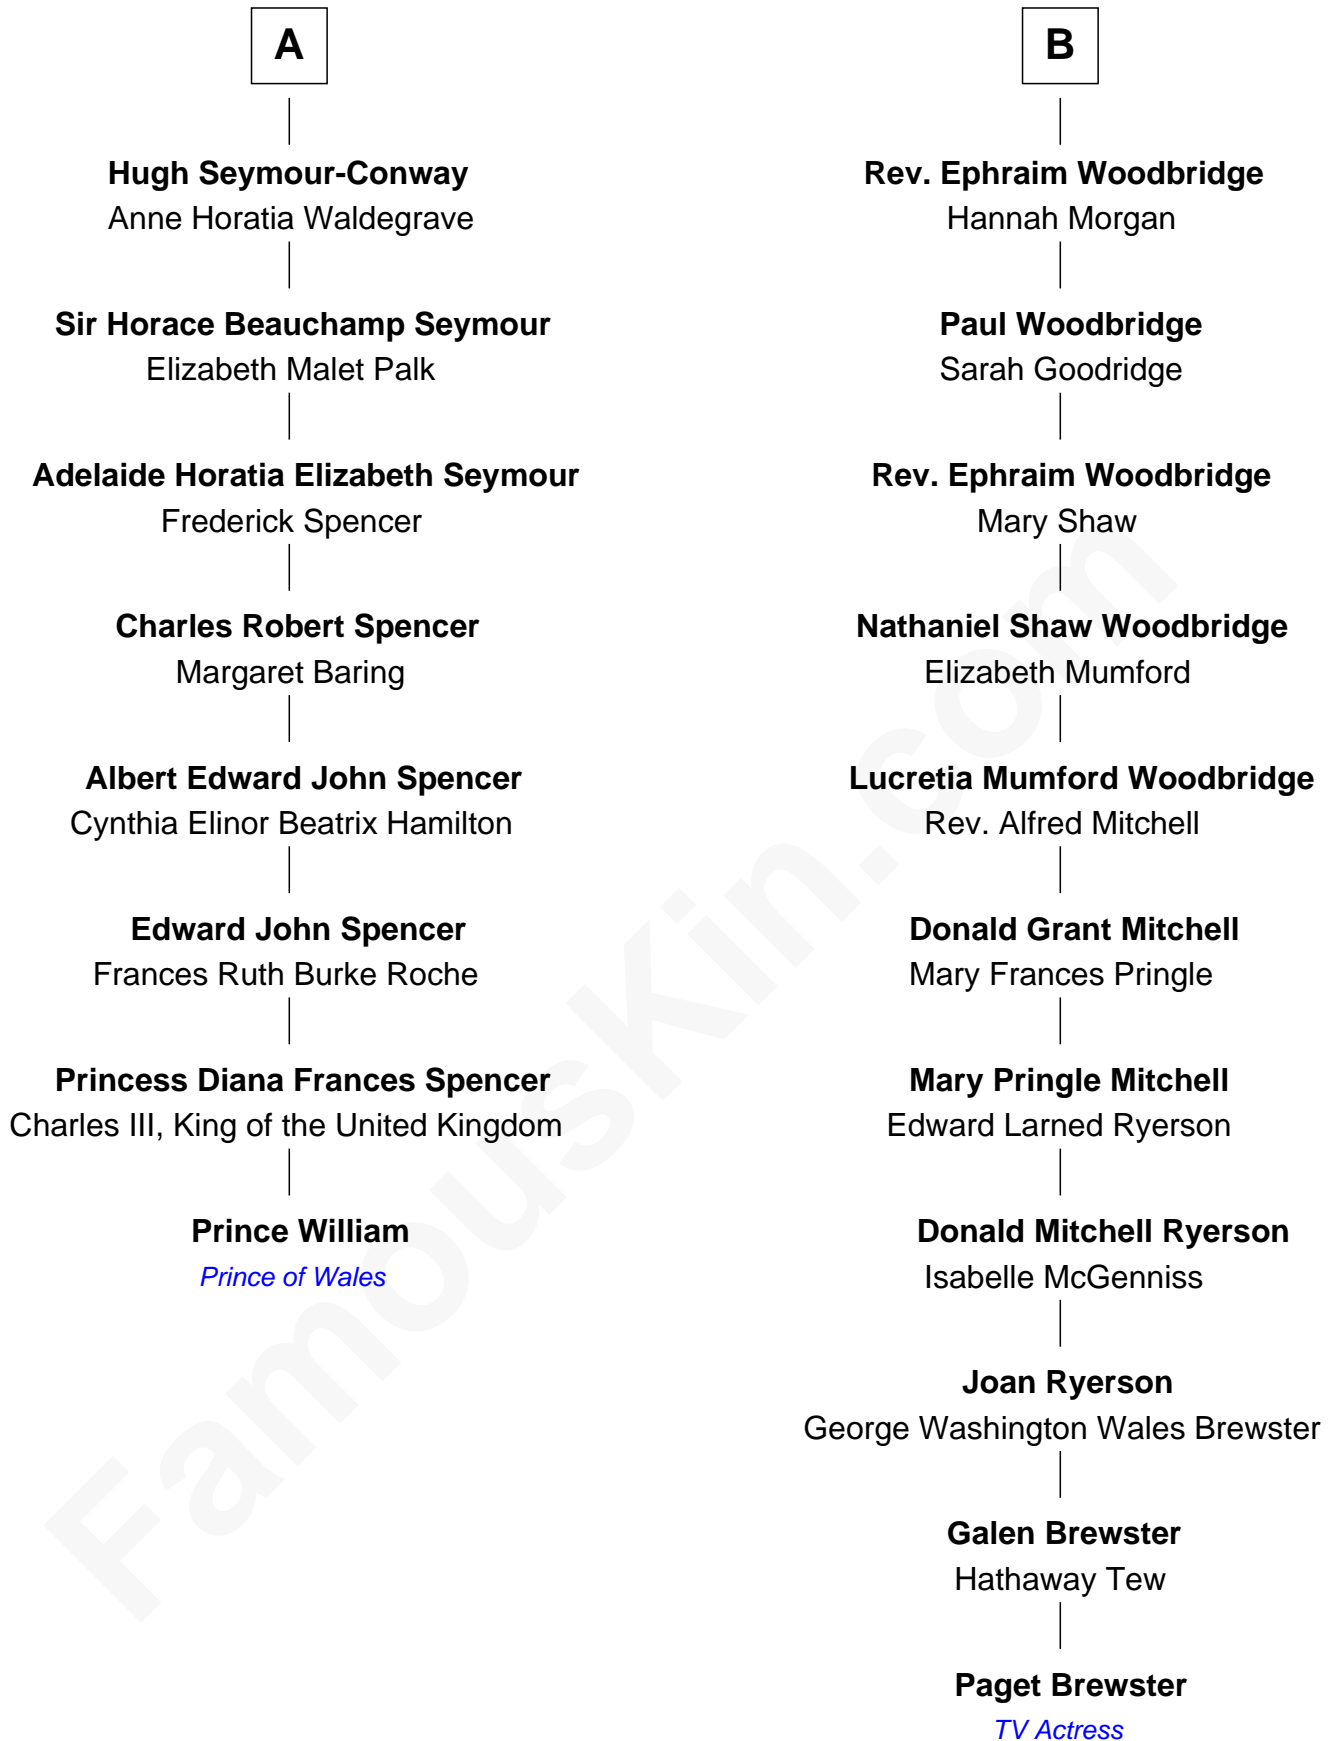 A
Hugh Seymour-Conway
Anne Horatia Waldegrave
Sir Horace Beauchamp Seymour
Elizabeth Malet Palk
Adelaide Horatia Elizabeth Seymour
Frederick Spencer
Charles Robert Spencer
Margaret Baring
Albert Edward John Spencer
Cynthia Elinor Beatrix Hamilton
Edward John Spencer
Frances Ruth Burke Roche
Princess Diana Frances Spencer
Charles III, King of the United Kingdom
Prince William
Prince of Wales
B
Rev. Ephraim Woodbridge
Hannah Morgan
Paul Woodbridge
Sarah Goodridge
Rev. Ephraim Woodbridge
Mary Shaw
Nathaniel Shaw Woodbridge
Elizabeth Mumford
Lucretia Mumford Woodbridge
Rev. Alfred Mitchell
Donald Grant Mitchell
Mary Frances Pringle
Mary Pringle Mitchell
Edward Larned Ryerson
Donald Mitchell Ryerson
Isabelle McGenniss
Joan Ryerson
George Washington Wales Brewster
Galen Brewster
Hathaway Tew
Paget Brewster
TV Actress
FamousKin.com